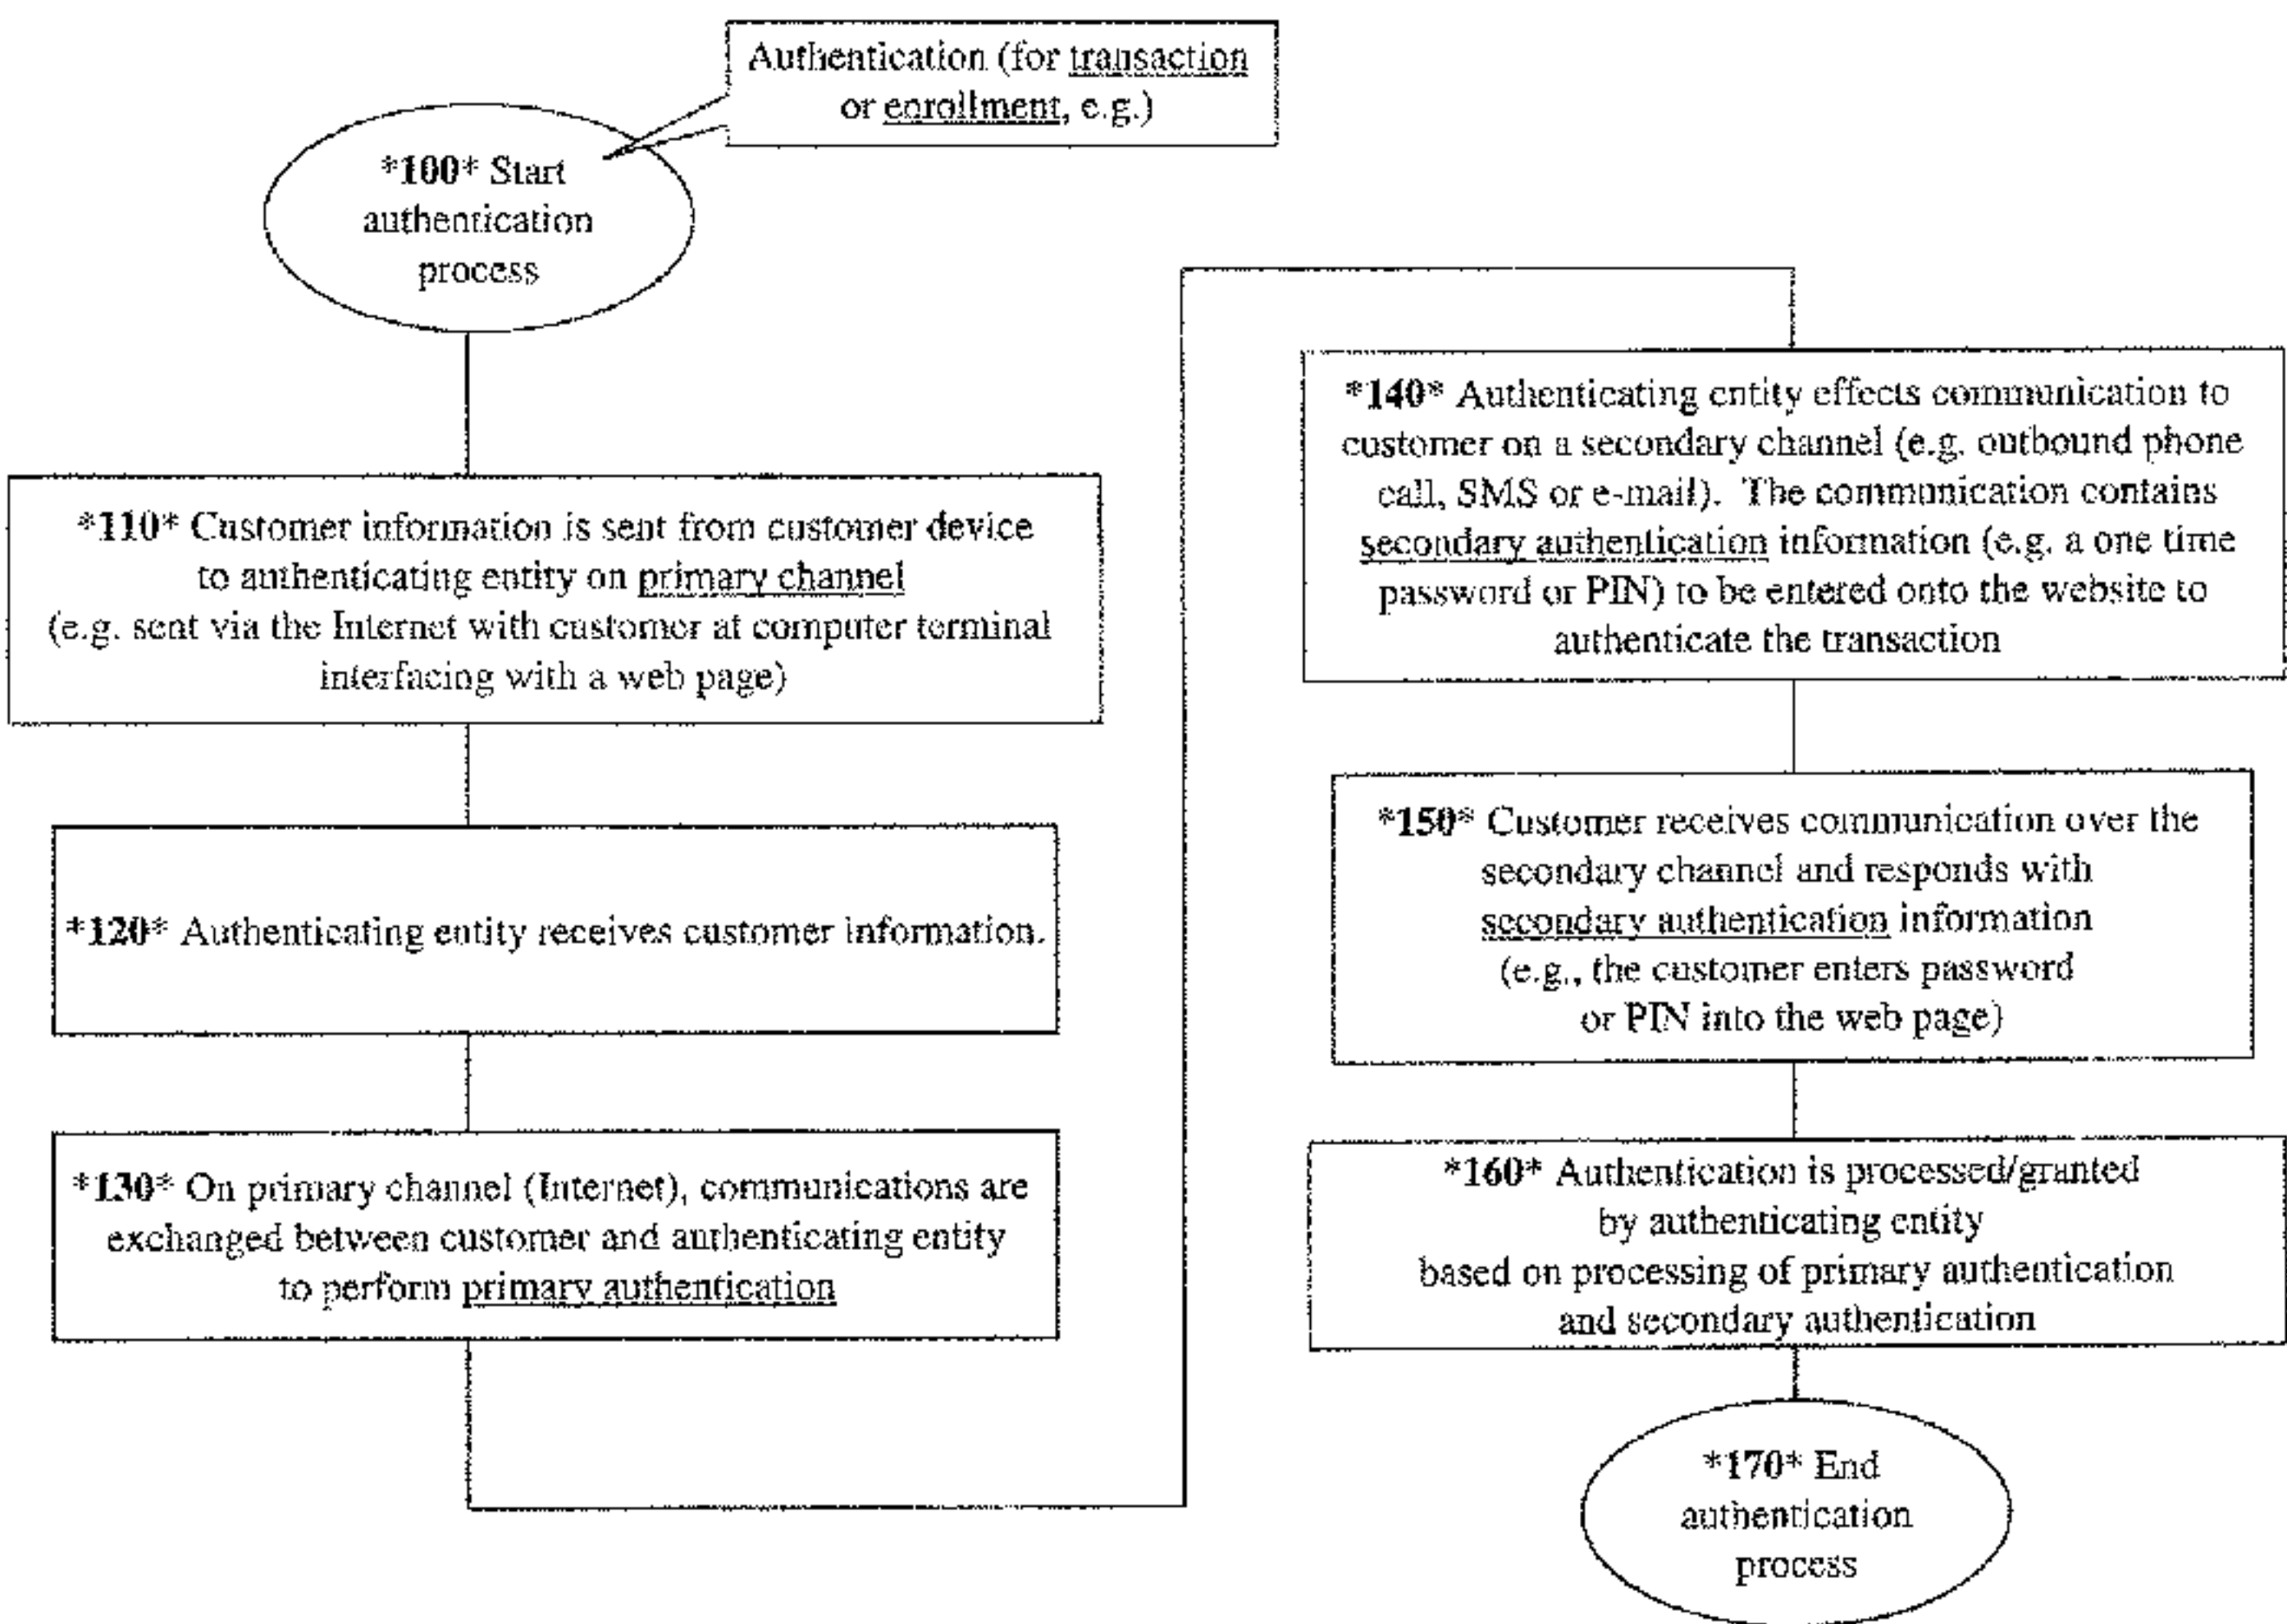 Authentication (for transaction
or enrollment, e.g.)
*100* Start
authentication
process
*110* Customer information is sent from customer device
to authenticating entity on primary channel
(e.g. sent via the Internet with customer at computer terminal
interfacing with a web page)
*120* Authenticating entity receives customer information.
*130* On primary channel (Internet), communications are
exchanged between customer and authenticating entity
to perform primary authentication
*140* Authenticating entity effects communication to
customer on a secondary channel (e.g. outbound phone
call, SMS or e-mail). The communication contains
secondary authentication information (e.g. a one time
password or PIN) to be entered onto the website to
authenticate the transaction
*150* Customer receives communication over the
secondary channel and responds with
secondary authentication information
(e.g., the customer enters password
or PIN into the web page)
*160* Authentication is processed/granted
by authenticating entity
based on processing of primary authentication
and secondary authentication
*170* End
authentication
process